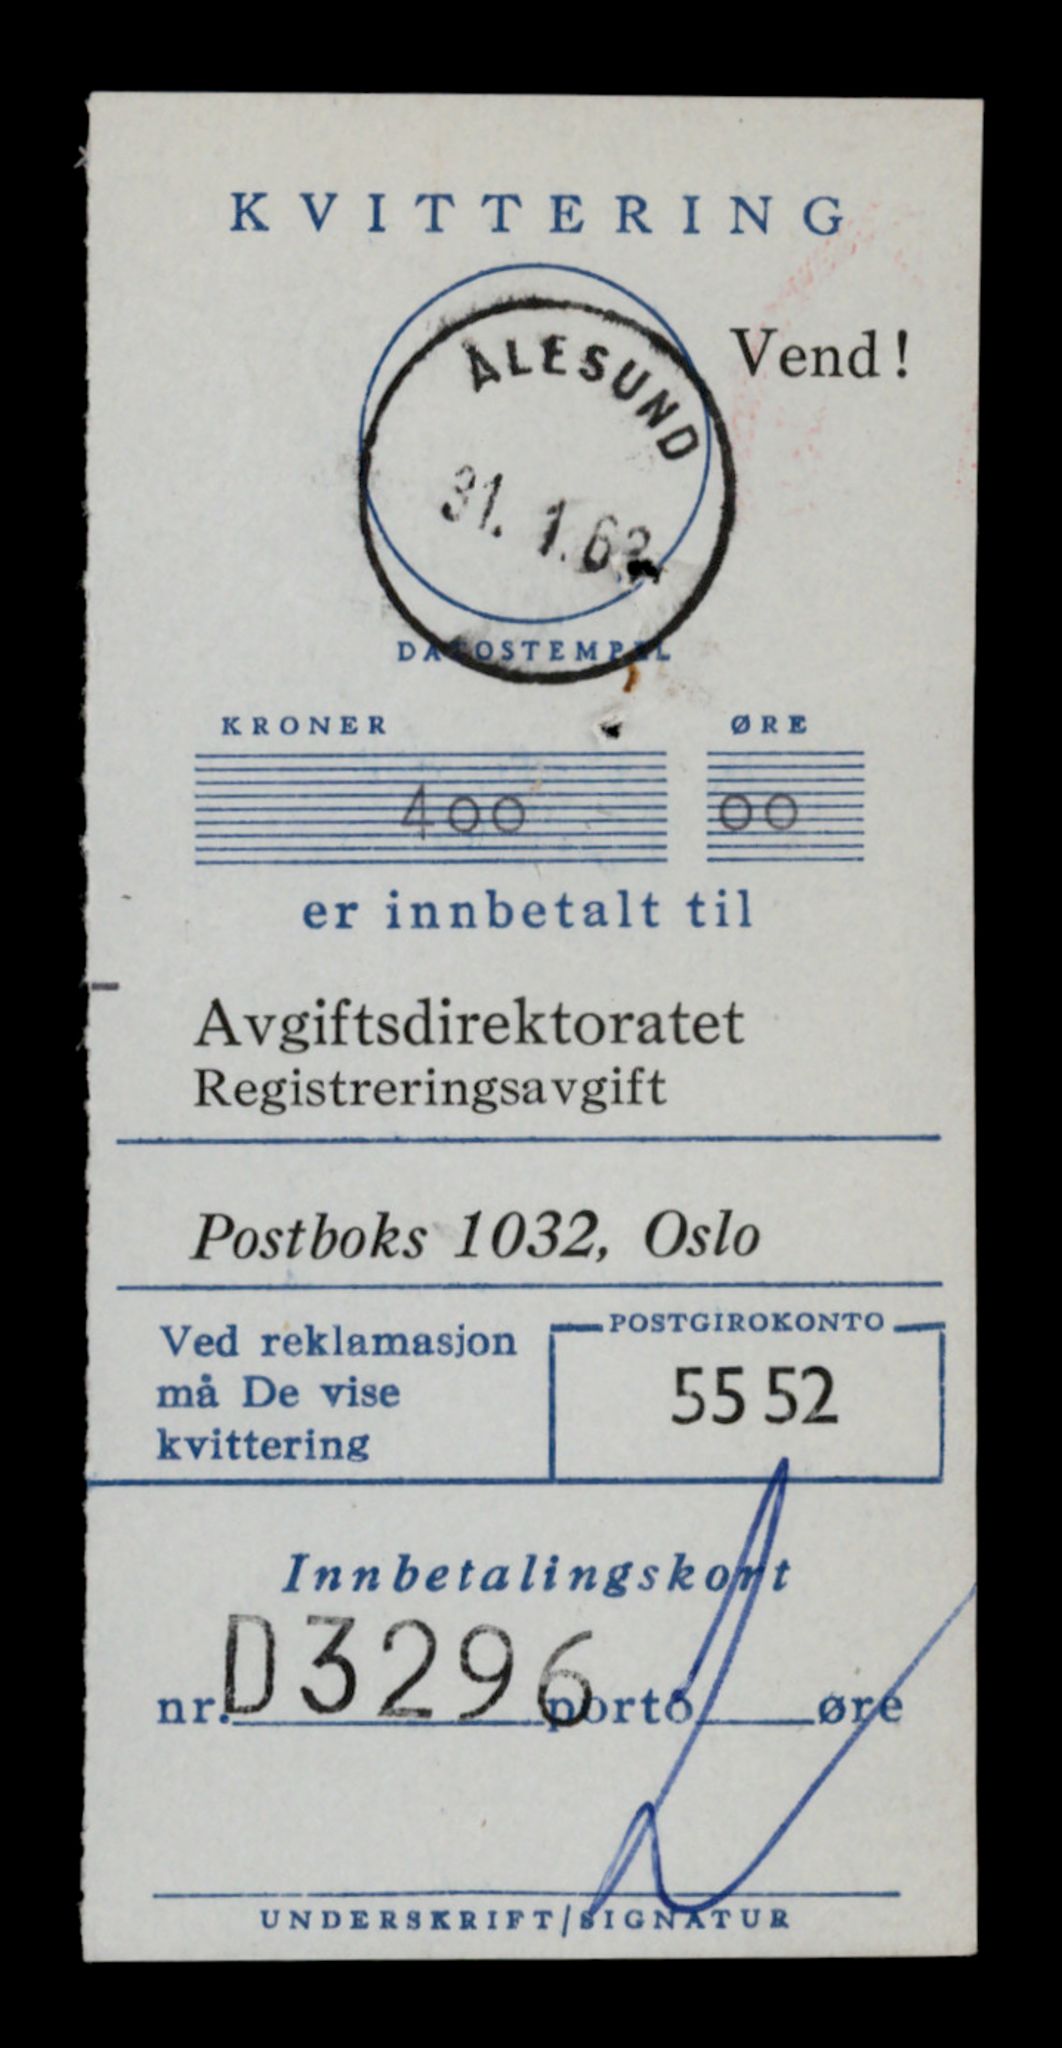 KVITTERING
Vend!
ÅLESUND
31. 1.62
DATOSTEMPEL
KRONER ØRE
400 00
er innbetalt til
Avgiftsdirektoratet
Registreringsavgift
Postboks 1032, Oslo
Ved reklamasjon
må De vise
kvittering
POSTGIROKONTO
55 52
Innbetalingskort
nr. D3296 porto øre
UNDERSKRIFT/SIGNATUR